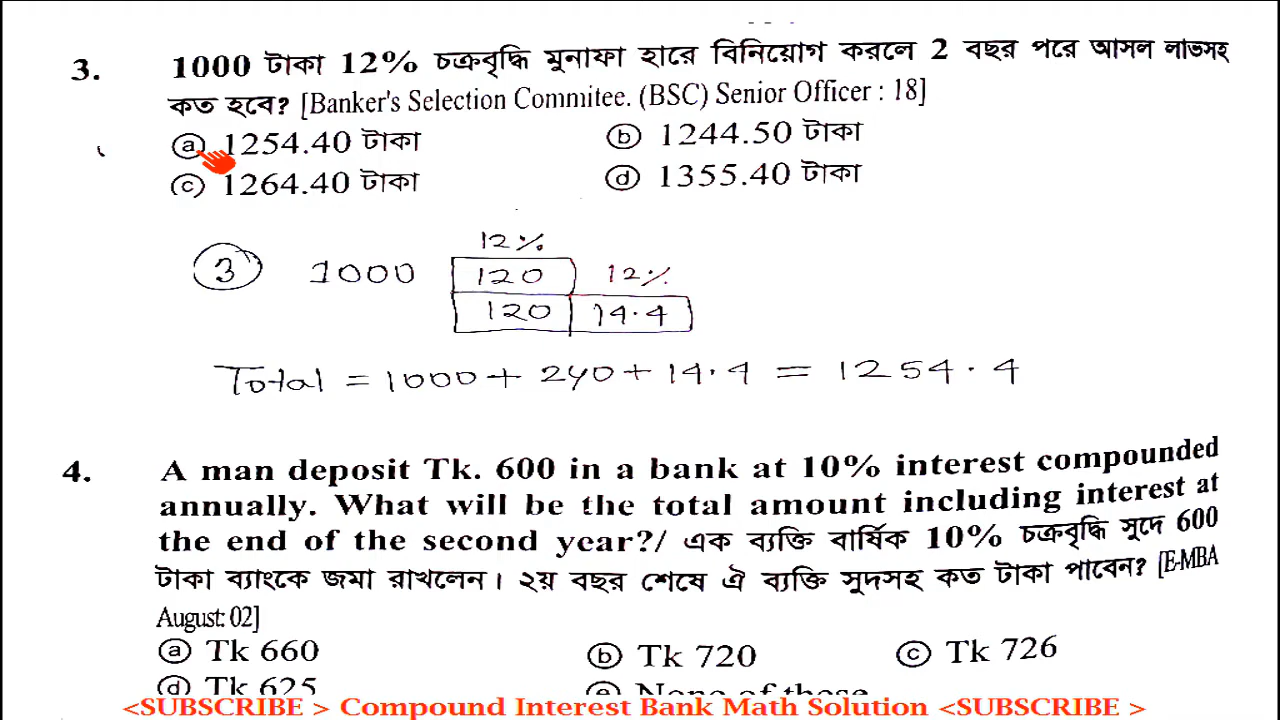 3. 1000 টাকা 12% চক্রবৃদ্ধি মুনাফা হারে বিনিয়োগ করলে 2 বছর পরে আসল লাভসহ
কত হবে? [Banker's Selection Commitee. (BSC) Senior Officer : 18]
ⓐ 1254.40 টাকা ⓑ 1244.50 টাকা
ⓒ 1264.40 টাকা ⓓ 1355.40 টাকা
12%
③ 1000 120 12%
120 14.4
Total = 1000 + 240 + 14.4 = 1254.4
4. A man deposit Tk. 600 in a bank at 10% interest compounded
annually. What will be the total amount including interest at
the end of the second year?/ এক ব্যক্তি বার্ষিক 10% চক্রবৃদ্ধি সুদে 600
টাকা ব্যাংকে জমা রাখলেন। ২য় বছর শেষে ঐ ব্যক্তি সুদসহ কত টাকা পাবেন? [E-MBA
August: 02]
ⓐ Tk 660 ⓑ Tk 720 ⓒ Tk 726
ⓓ Tk 625 ⓔ None of these
<SUBSCRIBE > Compound Interest Bank Math Solution <SUBSCRIBE >